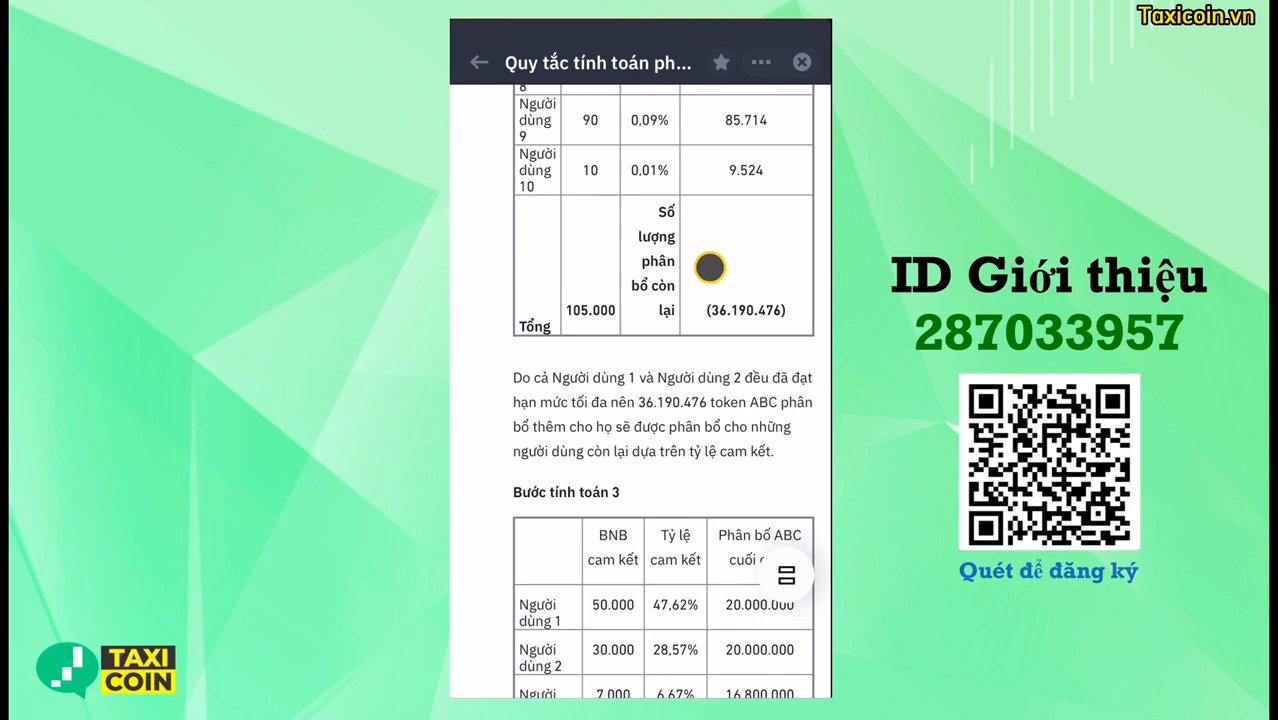 Taxicoin.vn
Quy tắc tính toán ph...
8
Người dùng 9 90 0,09% 85.714
Người dùng 10 10 0,01% 9.524
Tổng 105.000 Số lượng phân bổ còn lại (36.190.476)
Do cả Người dùng 1 và Người dùng 2 đều đã đạt
hạn mức tối đa nên 36.190.476 token ABC phân
bổ thêm cho họ sẽ được phân bổ cho những
người dùng còn lại dựa trên tỷ lệ cam kết.
Bước tính toán 3
BNB cam kết Tỷ lệ cam kết Phân bổ ABC cuối
Người dùng 1 50.000 47,62% 20.000.000
Người dùng 2 30.000 28,57% 20.000.000
Người 7.000 6,67% 16.800.000
ID Giới thiệu
287033957
Quét để đăng ký
TAXI
COIN